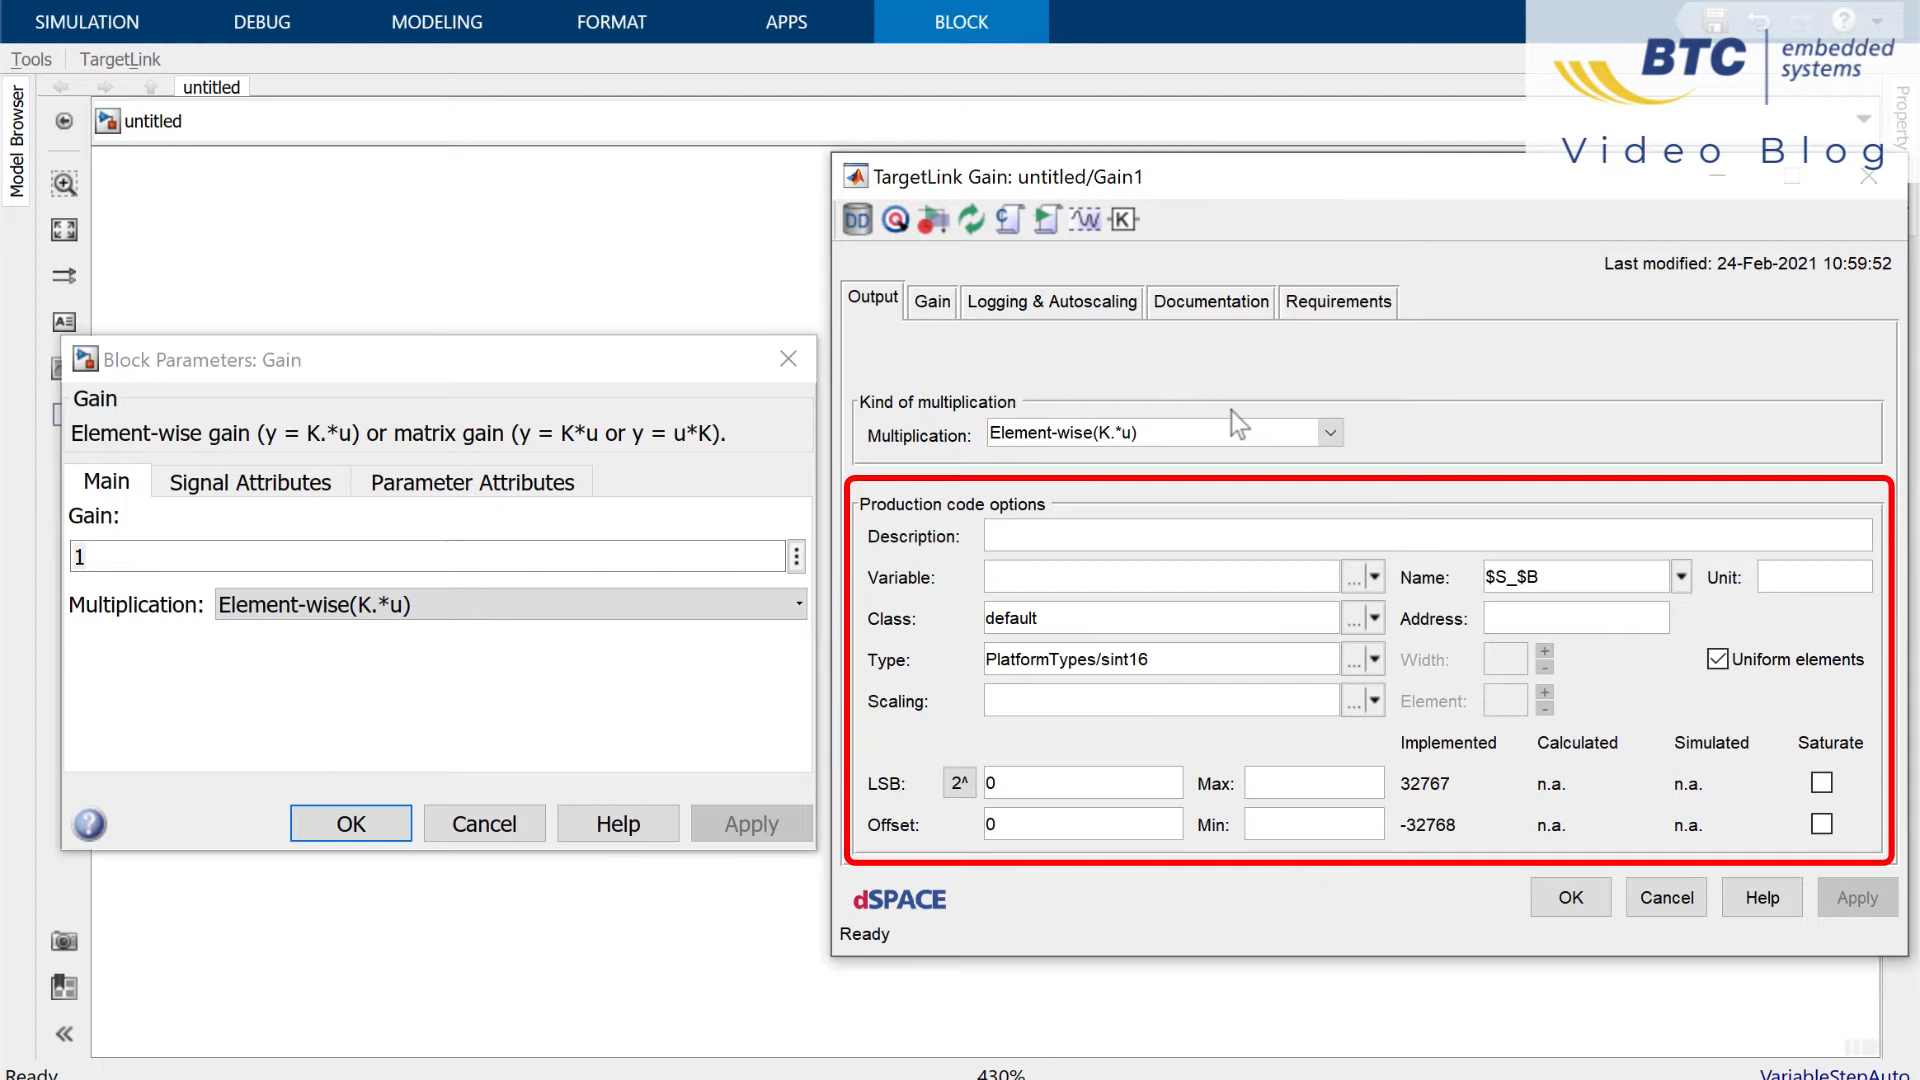 SIMULATION DEBUG MODELING FORMAT APPS BLOCK
BTC embedded systems
Video Blog
Tools TargetLink
untitled
Model Browser
untitled
Property
TargetLink Gain: untitled/Gain1
DD
K
Last modified: 24-Feb-2021 10:59:52
Output Gain Logging & Autoscaling Documentation Requirements
Kind of multiplication
Multiplication: Element-wise(K.*u)
Production code options
Description:
Variable: ... Name: $S_$B Unit:
Class: default ... Address:
Type: PlatformTypes/sint16 ... Width: + - Uniform elements
Scaling: ... Element: + -
Implemented Calculated Simulated Saturate
LSB: 2^ 0 Max: 32767 n.a. n.a.
Offset: 0 Min: -32768 n.a. n.a.
dSPACE
OK Cancel Help Apply
Ready
Block Parameters: Gain
Gain
Element-wise gain (y = K.*u) or matrix gain (y = K*u or y = u*K).
Main Signal Attributes Parameter Attributes
Gain:
1
Multiplication: Element-wise(K.*u)
OK Cancel Help Apply
Ready 430% VariableStepAuto